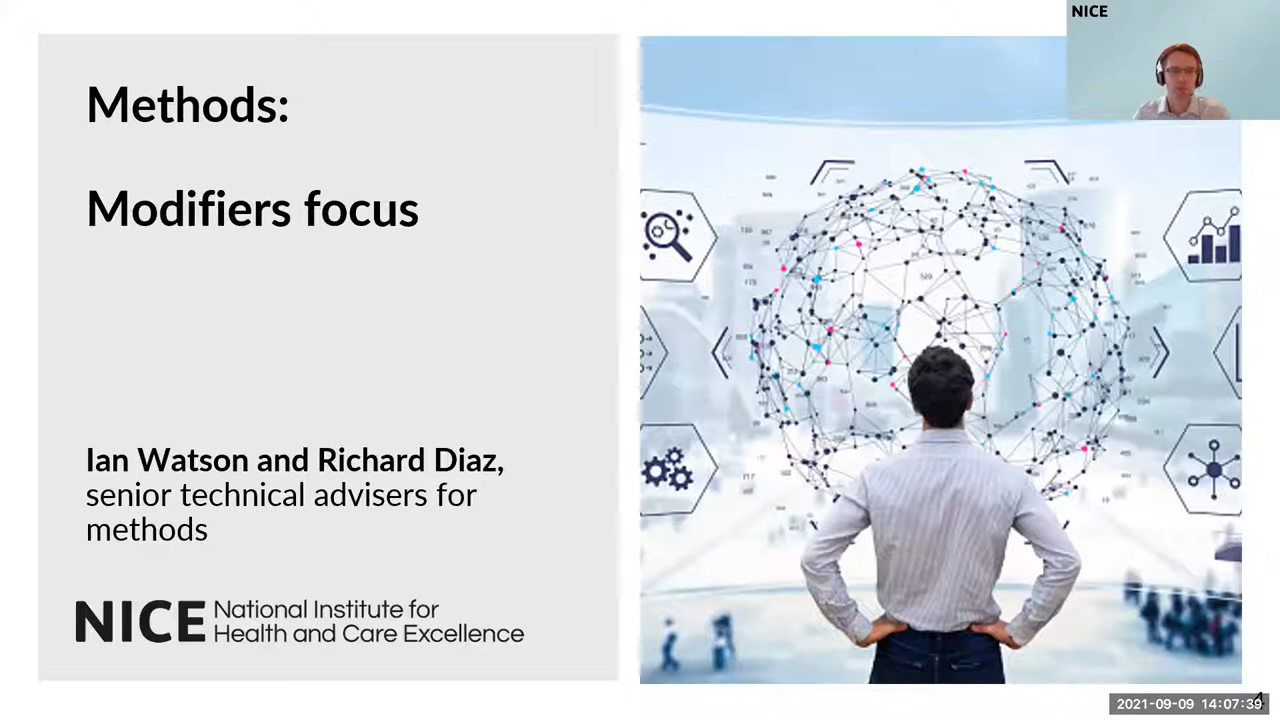 NICE
Methods:
Modifiers focus
Ian Watson and Richard Diaz,
senior technical advisers for
methods
NICE National Institute for
Health and Care Excellence
4
2021-09-09 14:07:39